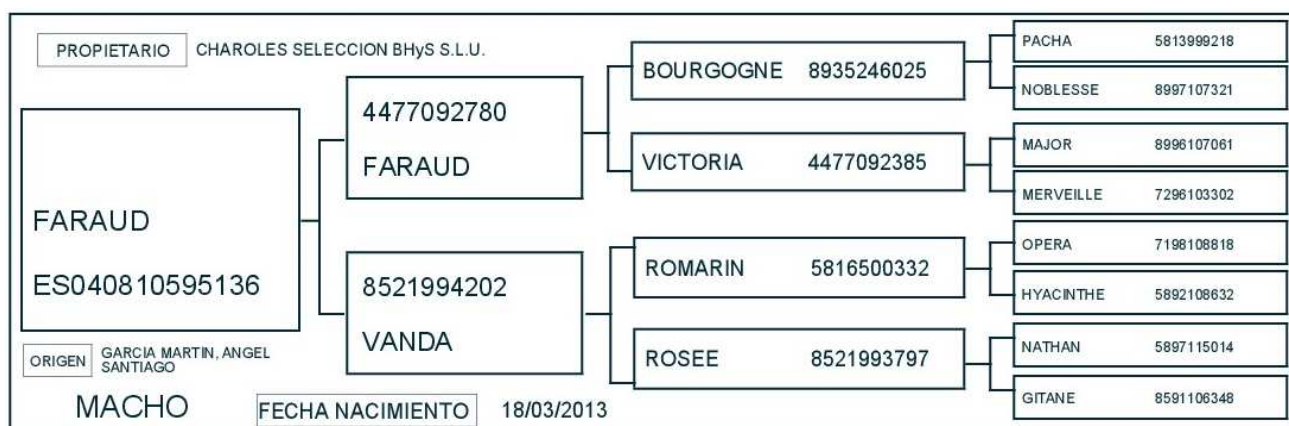 PROPIETARIO CHAROLES SELECCION BHyS S.L.U.
FARAUD
ES040810595136
ORIGEN GARCIA MARTIN, ANGEL
SANTIAGO
MACHO FECHA NACIMIENTO 18/03/2013
4477092780
FARAUD
8521994202
VANDA
BOURGOGNE 8935246025
VICTORIA 4477092385
ROMARIN 5816500332
ROSEE 8521993797
PACHA 5813999218
NOBLESSE 8997107321
MAJOR 8996107061
MERVEILLE 7296103302
OPERA 7198108818
HYACINTHE 5892108632
NATHAN 5897115014
GITANE 8591106348